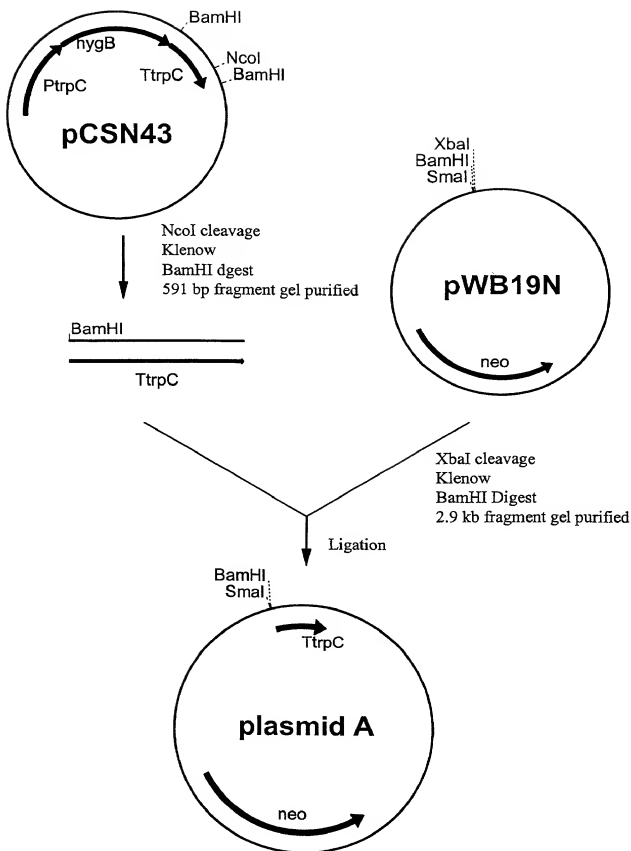 BamHI
hygB
NcoI
TtrpC
BamHI
PtrpC
pCSN43
XbaI
BamHI
SmaI
NcoI cleavage
Klenow
BamHI dgest
591 bp fragment gel purified
pWB19N
BamHI
neo
TtrpC
XbaI cleavage
Klenow
BamHI Digest
2.9 kb fragment gel purified
Ligation
BamHI
SmaI
TtrpC
plasmid A
neo